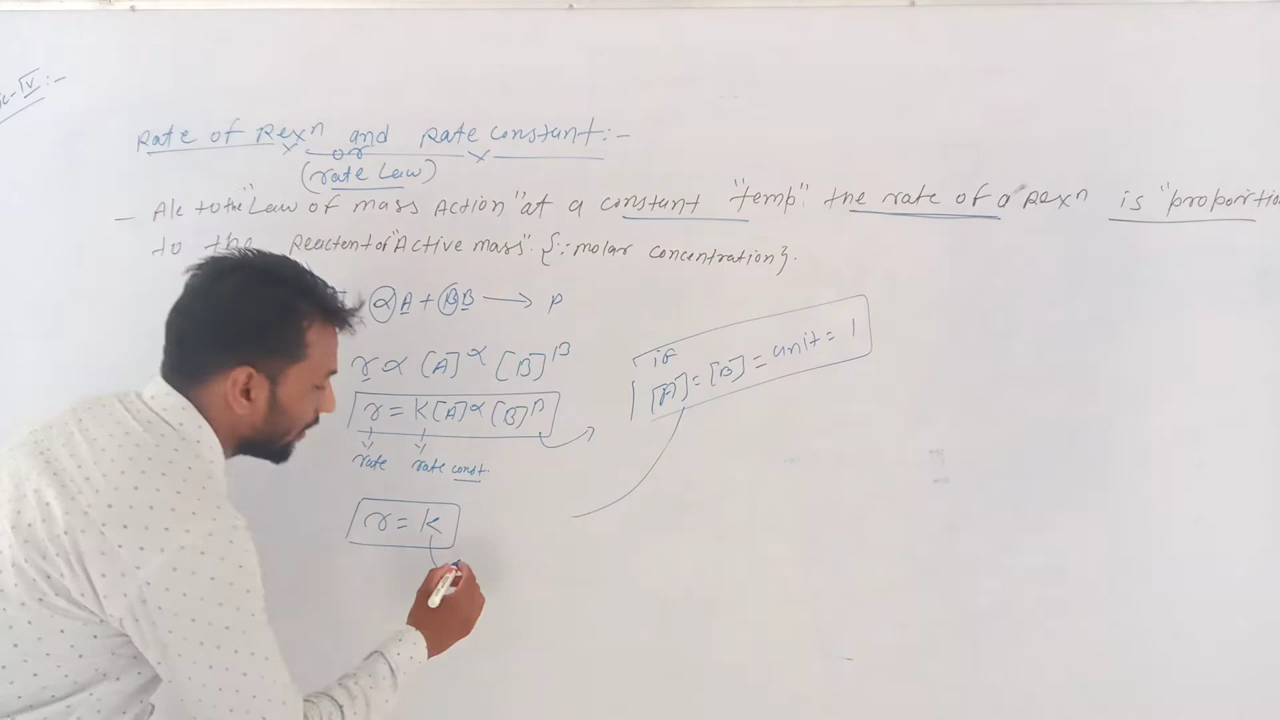 Rate of Rexn and Rate constant:-
or
(rate Law)
- A/c to the "Law of mass Action" at a constant "temp". the rate of a Rexn is "proportio
to the Reactent or "Active mass". {∵ molar concentration}.
αA + βB ⟶ P
r ∝ [A]^α [B]^β
r = K[A]^α [B]^β
rate rate const.
if
[A] = [B] = unit = 1
r = k